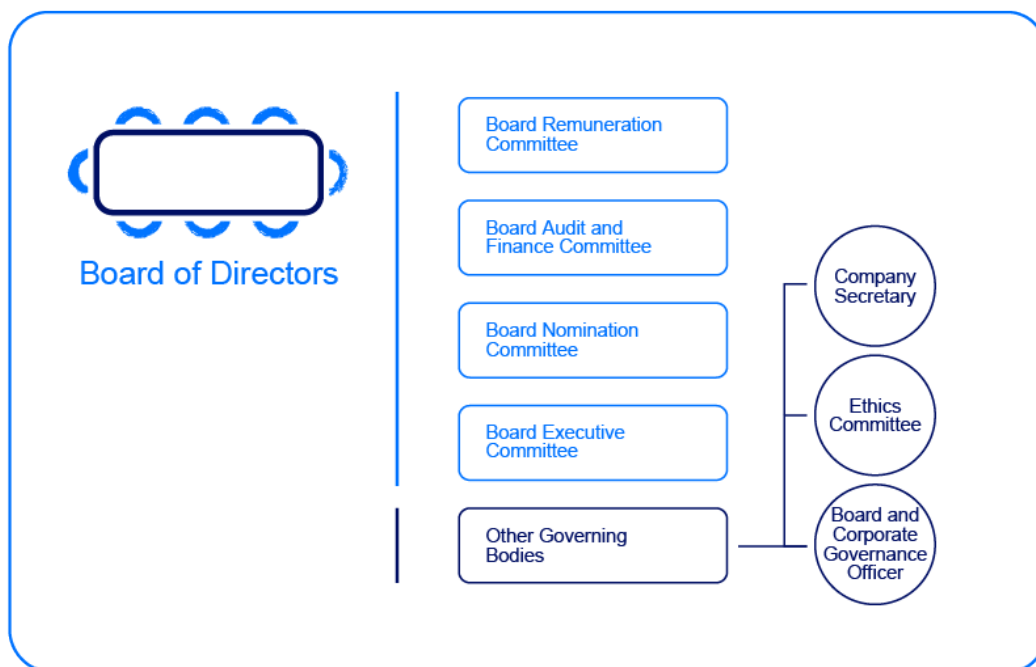 Board of Directors
Board Remuneration
Committee
Board Audit and
Finance Committee
Board Nomination
Committee
Board Executive
Committee
Other Governing
Bodies
Company
Secretary
Ethics
Committee
Board and
Corporate
Governance
Officer